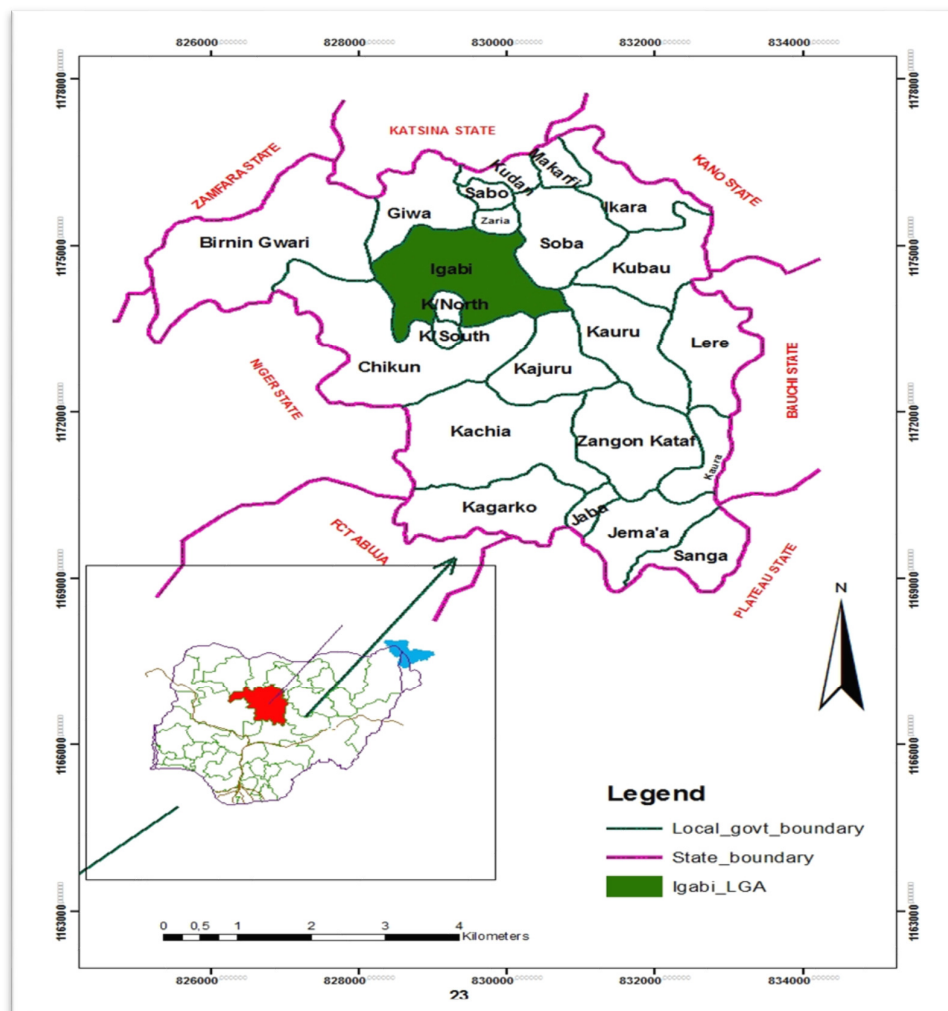 826000 828000 830000 832000 834000
1178000
1175000
1172000
1169000
1166000
1163000
1178000
1175000
1172000
1169000
1166000
1163000
KATSINA STATE
ZAMFARA STATE
KANO STATE
NIGER STATE
BAUCHI STATE
FCT ABUJA
PLATEAU STATE
Makarfi
Kudan
Sabo
Ikara
Giwa
Zaria
Birnin Gwari
Soba
Igabi
Kubau
K/North
K/South
Kauru
Lere
Chikun
Kajuru
Kachia
Zangon Kataf
Kaura
Kagarko
Jaba
Jema'a
Sanga
N
Legend
Local_govt_boundary
State_boundary
Igabi_LGA
0 0,5 1 2 3 4
Kilometers
826000 828000 830000 832000 834000
23